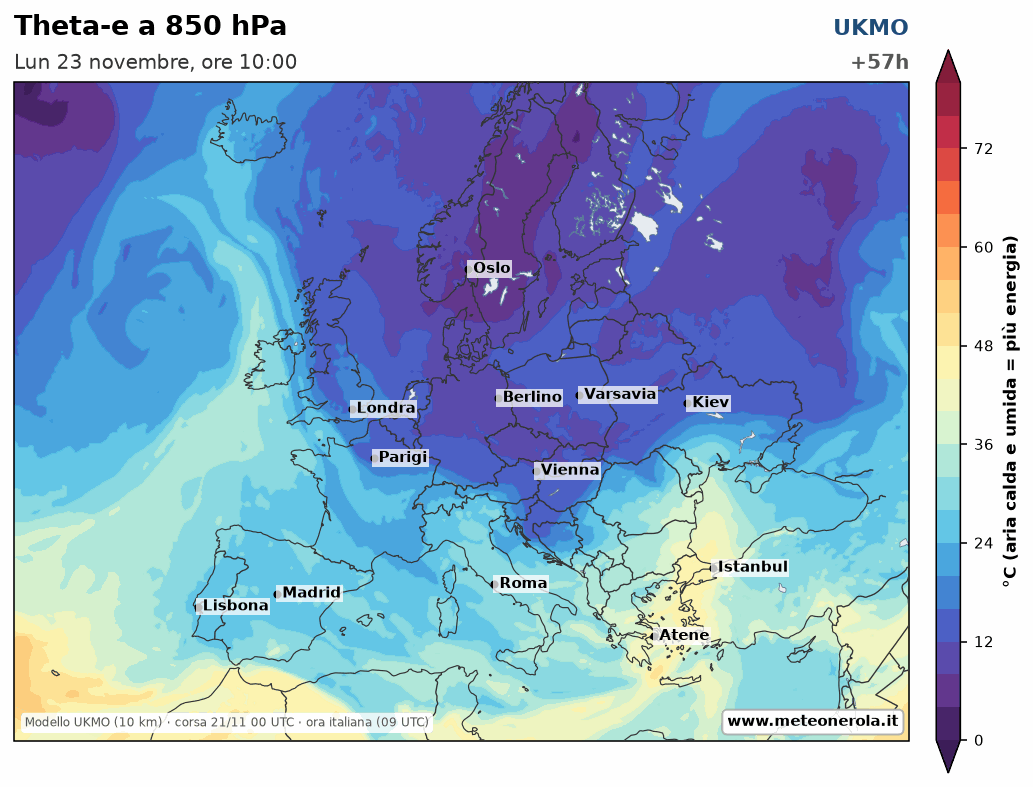 Theta-e a 850 hPa
UKMO
Lun 23 novembre, ore 10:00
+57h
Oslo
Berlino
Varsavia
Kiev
Londra
Parigi
Vienna
Istanbul
Roma
Madrid
Lisbona
Atene
Modello UKMO (10 km) · corsa 21/11 00 UTC · ora italiana (09 UTC)
www.meteonerola.it
72
60
48
36
24
12
0
°C (aria calda e umida = più energia)